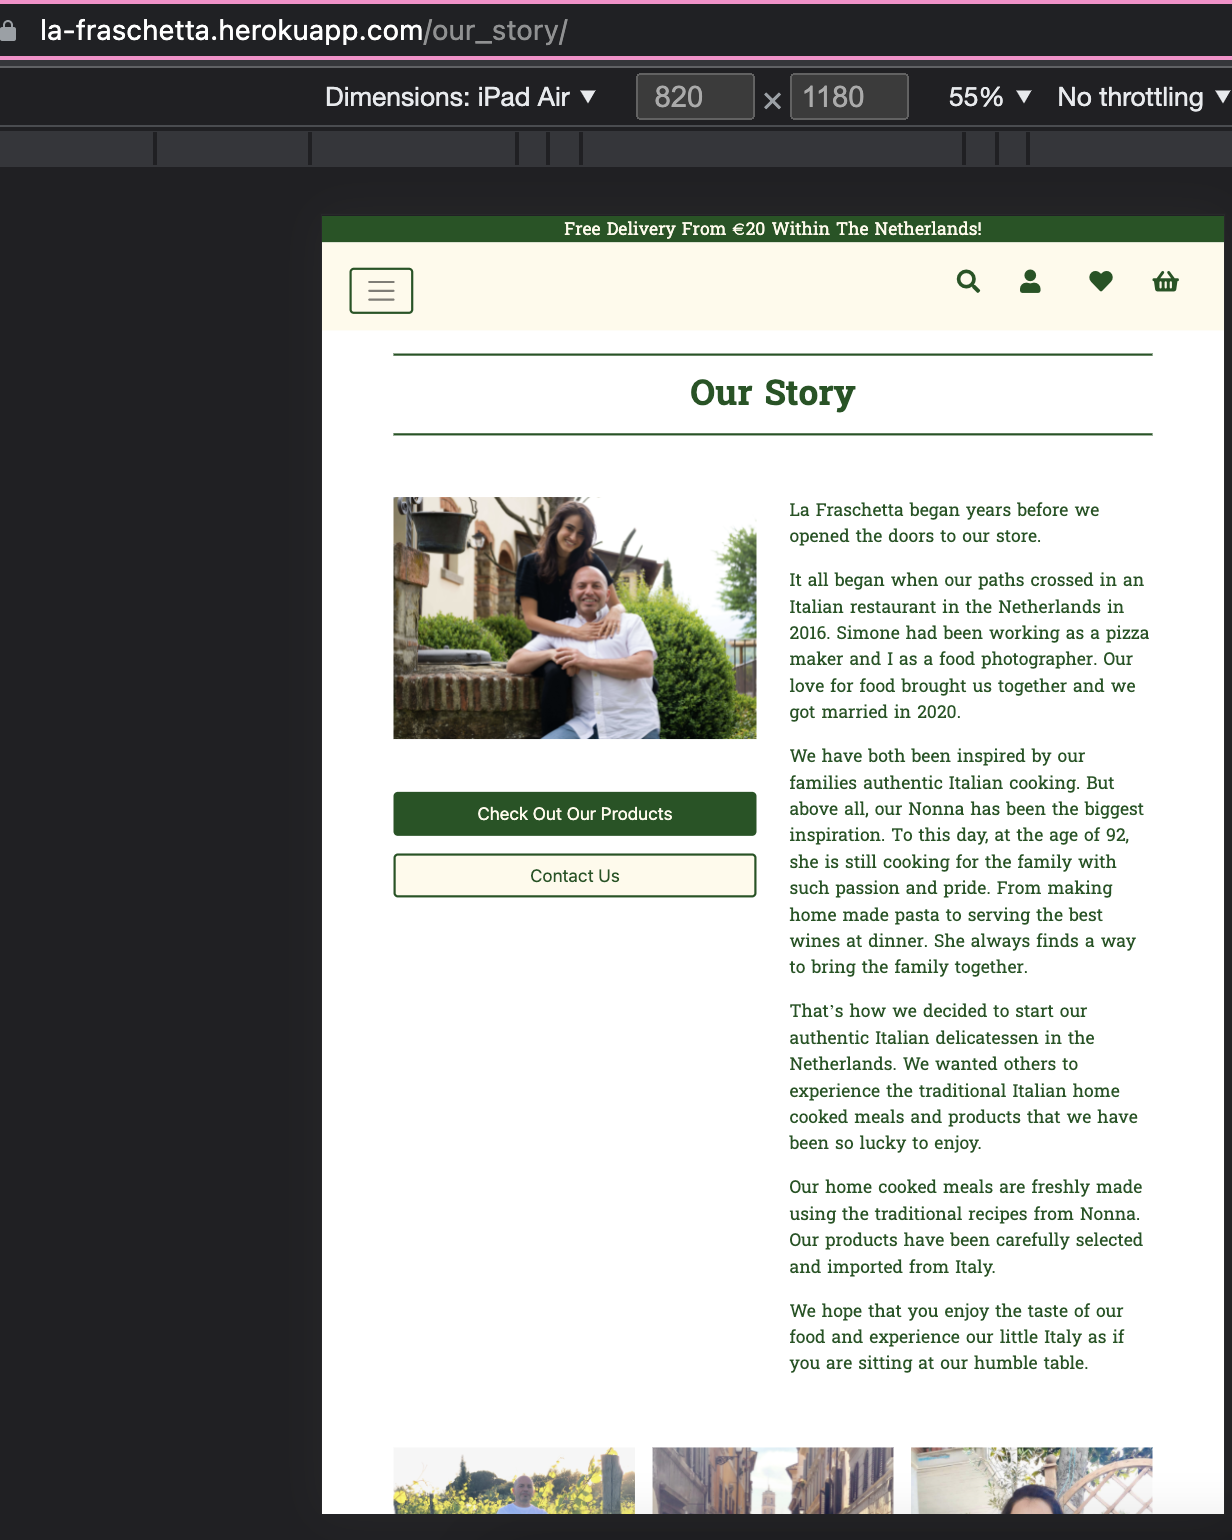 la-fraschetta.herokuapp.com/our_story/
Dimensions: iPad Air ▼ 820 × 1180 55% ▼ No throttling ▼
Free Delivery From €20 Within The Netherlands!
Our Story
La Fraschetta began years before we
opened the doors to our store.
It all began when our paths crossed in an
Italian restaurant in the Netherlands in
2016. Simone had been working as a pizza
maker and I as a food photographer. Our
love for food brought us together and we
got married in 2020.
We have both been inspired by our
families authentic Italian cooking. But
above all, our Nonna has been the biggest
inspiration. To this day, at the age of 92,
she is still cooking for the family with
such passion and pride. From making
home made pasta to serving the best
wines at dinner. She always finds a way
to bring the family together.
That's how we decided to start our
authentic Italian delicatessen in the
Netherlands. We wanted others to
experience the traditional Italian home
cooked meals and products that we have
been so lucky to enjoy.
Our home cooked meals are freshly made
using the traditional recipes from Nonna.
Our products have been carefully selected
and imported from Italy.
We hope that you enjoy the taste of our
food and experience our little Italy as if
you are sitting at our humble table.
Check Out Our Products
Contact Us